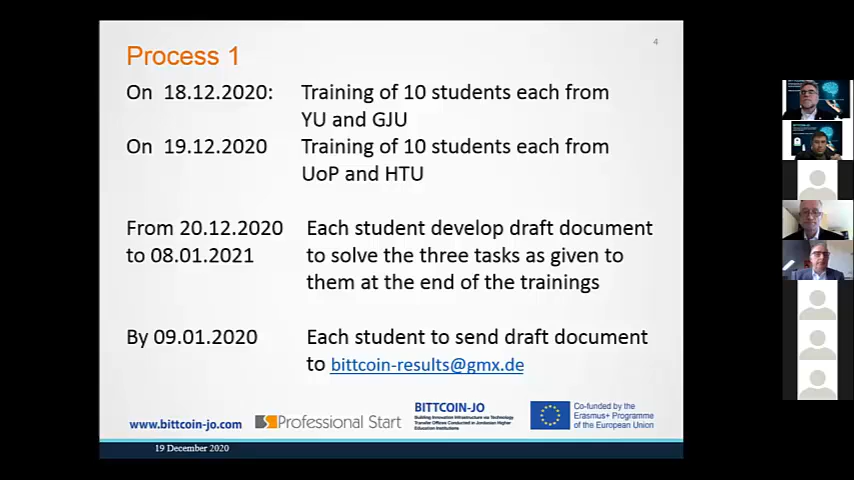 4
Process 1
On 18.12.2020: Training of 10 students each from
YU and GJU
On 19.12.2020 Training of 10 students each from
UoP and HTU
From 20.12.2020 Each student develop draft document
to 08.01.2021 to solve the three tasks as given to
them at the end of the trainings
By 09.01.2020 Each student to send draft document
to bittcoin-results@gmx.de
www.bittcoin-jo.com
Professional Start
BITTCOIN-JO
Building Innovation Infrastructure via Technology
Transfer Offices Conducted in Jordanian Higher
Education Institutions
Co-funded by the
Erasmus+ Programme
of the European Union
19 December 2020